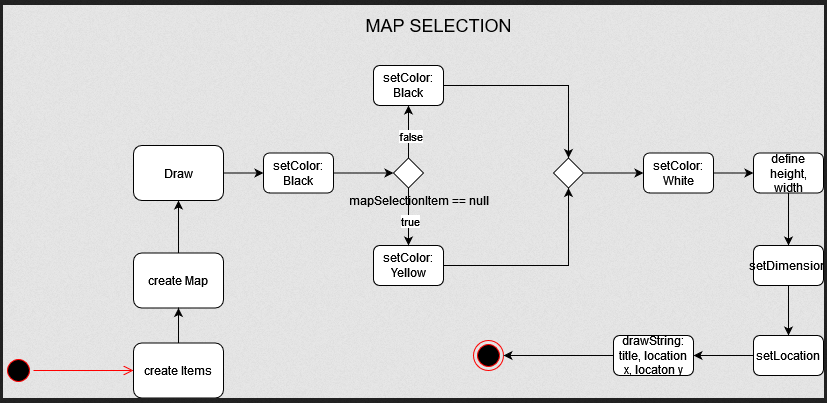 MAP SELECTION
setColor:
Black
false
Draw
setColor:
Black
mapSelectionItem == null
true
setColor:
Yellow
setColor:
White
define
height,
width
create Map
setDimension
create Items
drawString:
title, location
x, locaton y
setLocation